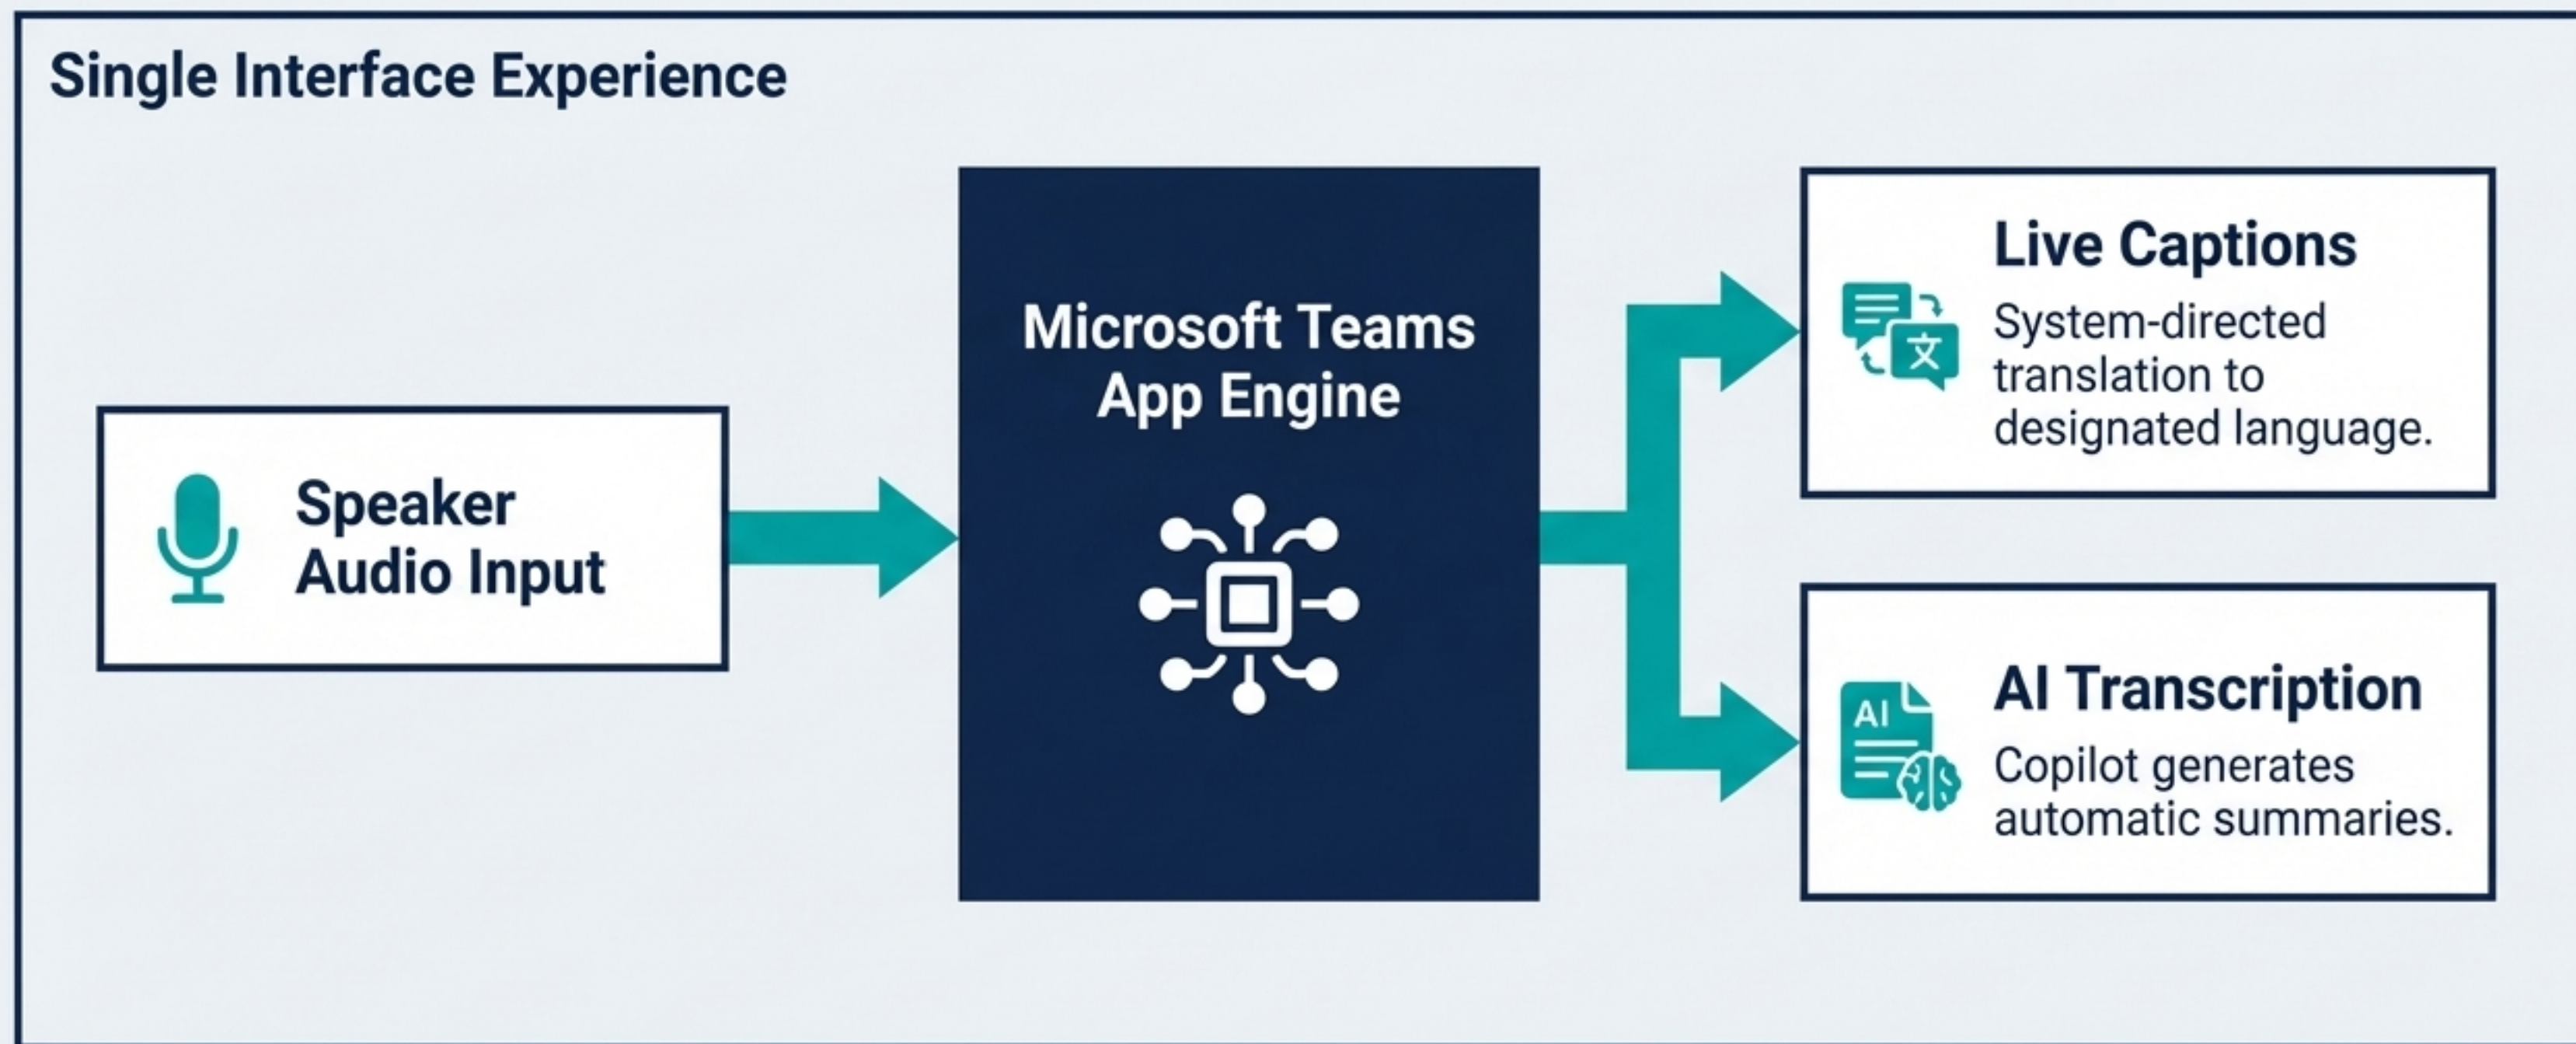 Single Interface Experience
Speaker
Audio Input
Microsoft Teams
App Engine
Live Captions
System-directed
translation to
designated language.
文
AI Transcription
Copilot generates
automatic summaries.
AI